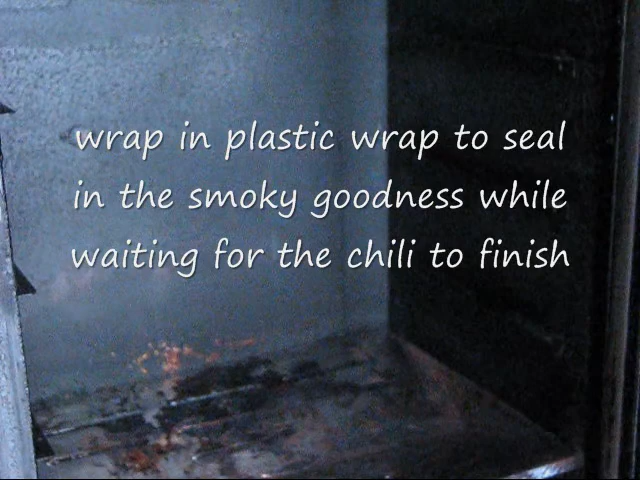 wrap in plastic wrap to seal
in the smoky goodness while
waiting for the chili to finish